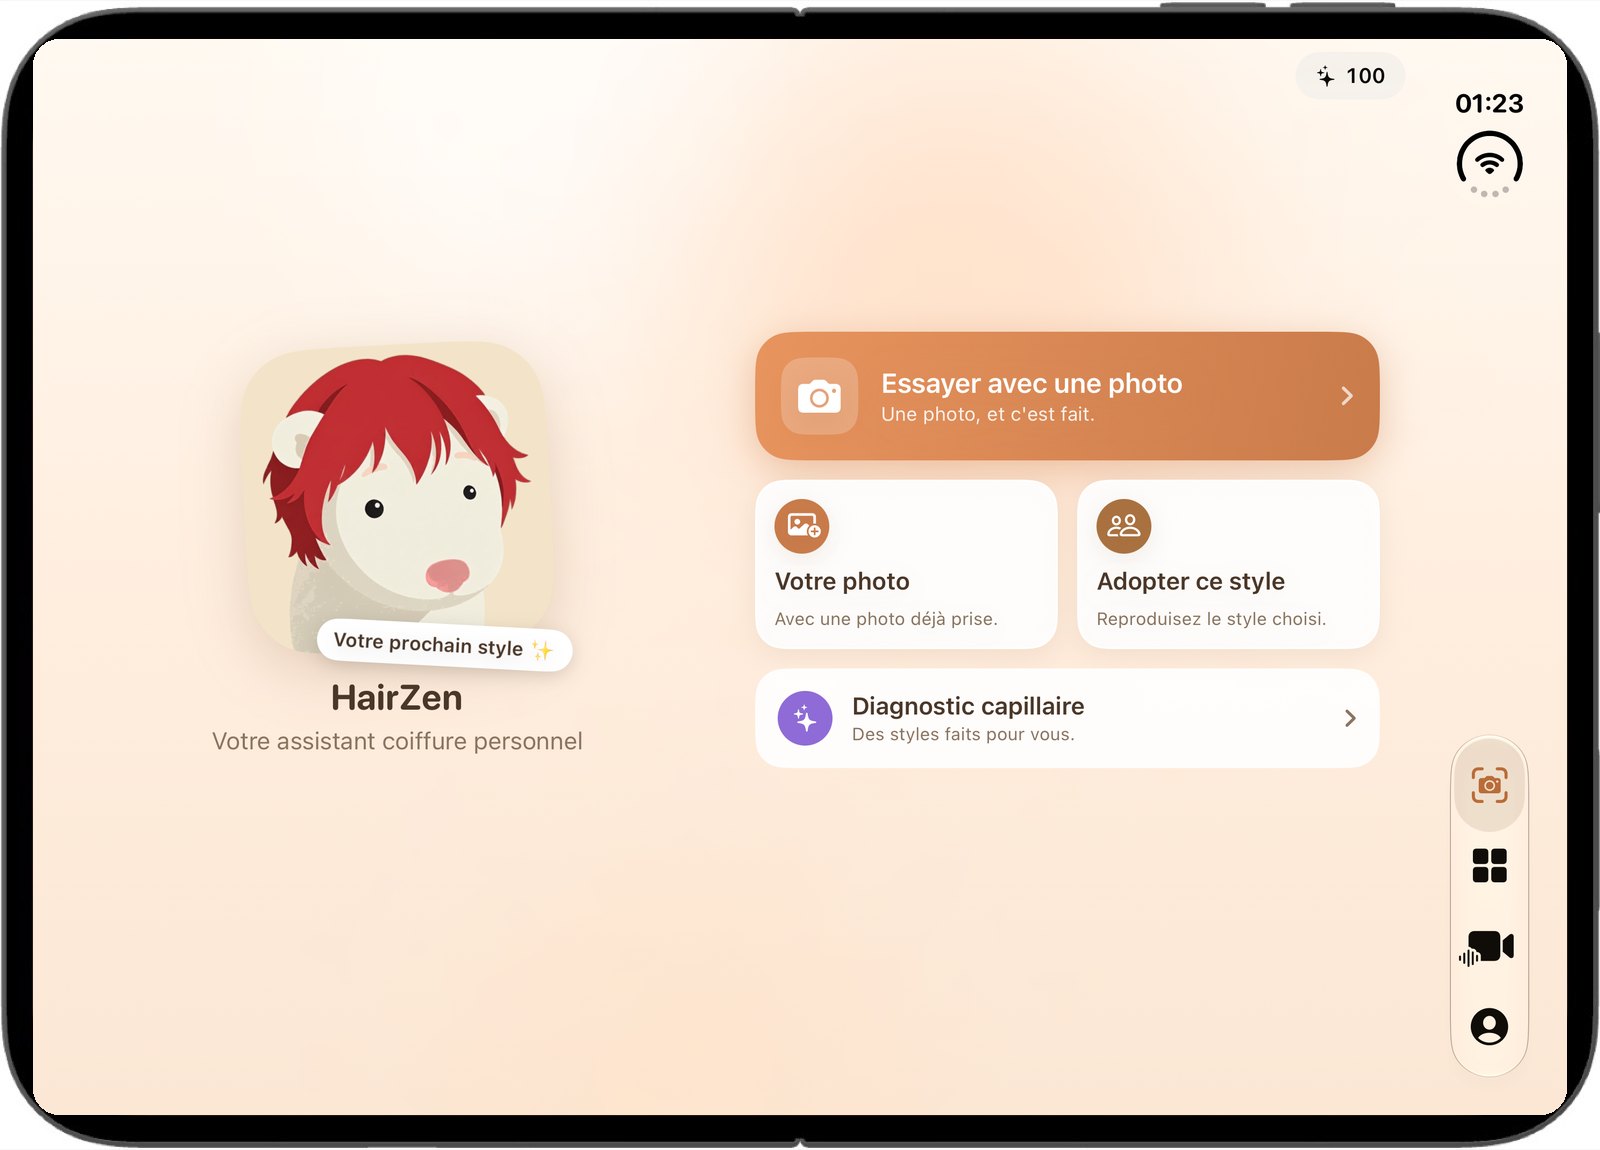 100
01:23
Essayer avec une photo
Une photo, et c'est fait.
Votre photo
Avec une photo déjà prise.
Adopter ce style
Reproduisez le style choisi.
Votre prochain style ✨
HairZen
Votre assistant coiffure personnel
Diagnostic capillaire
Des styles faits pour vous.